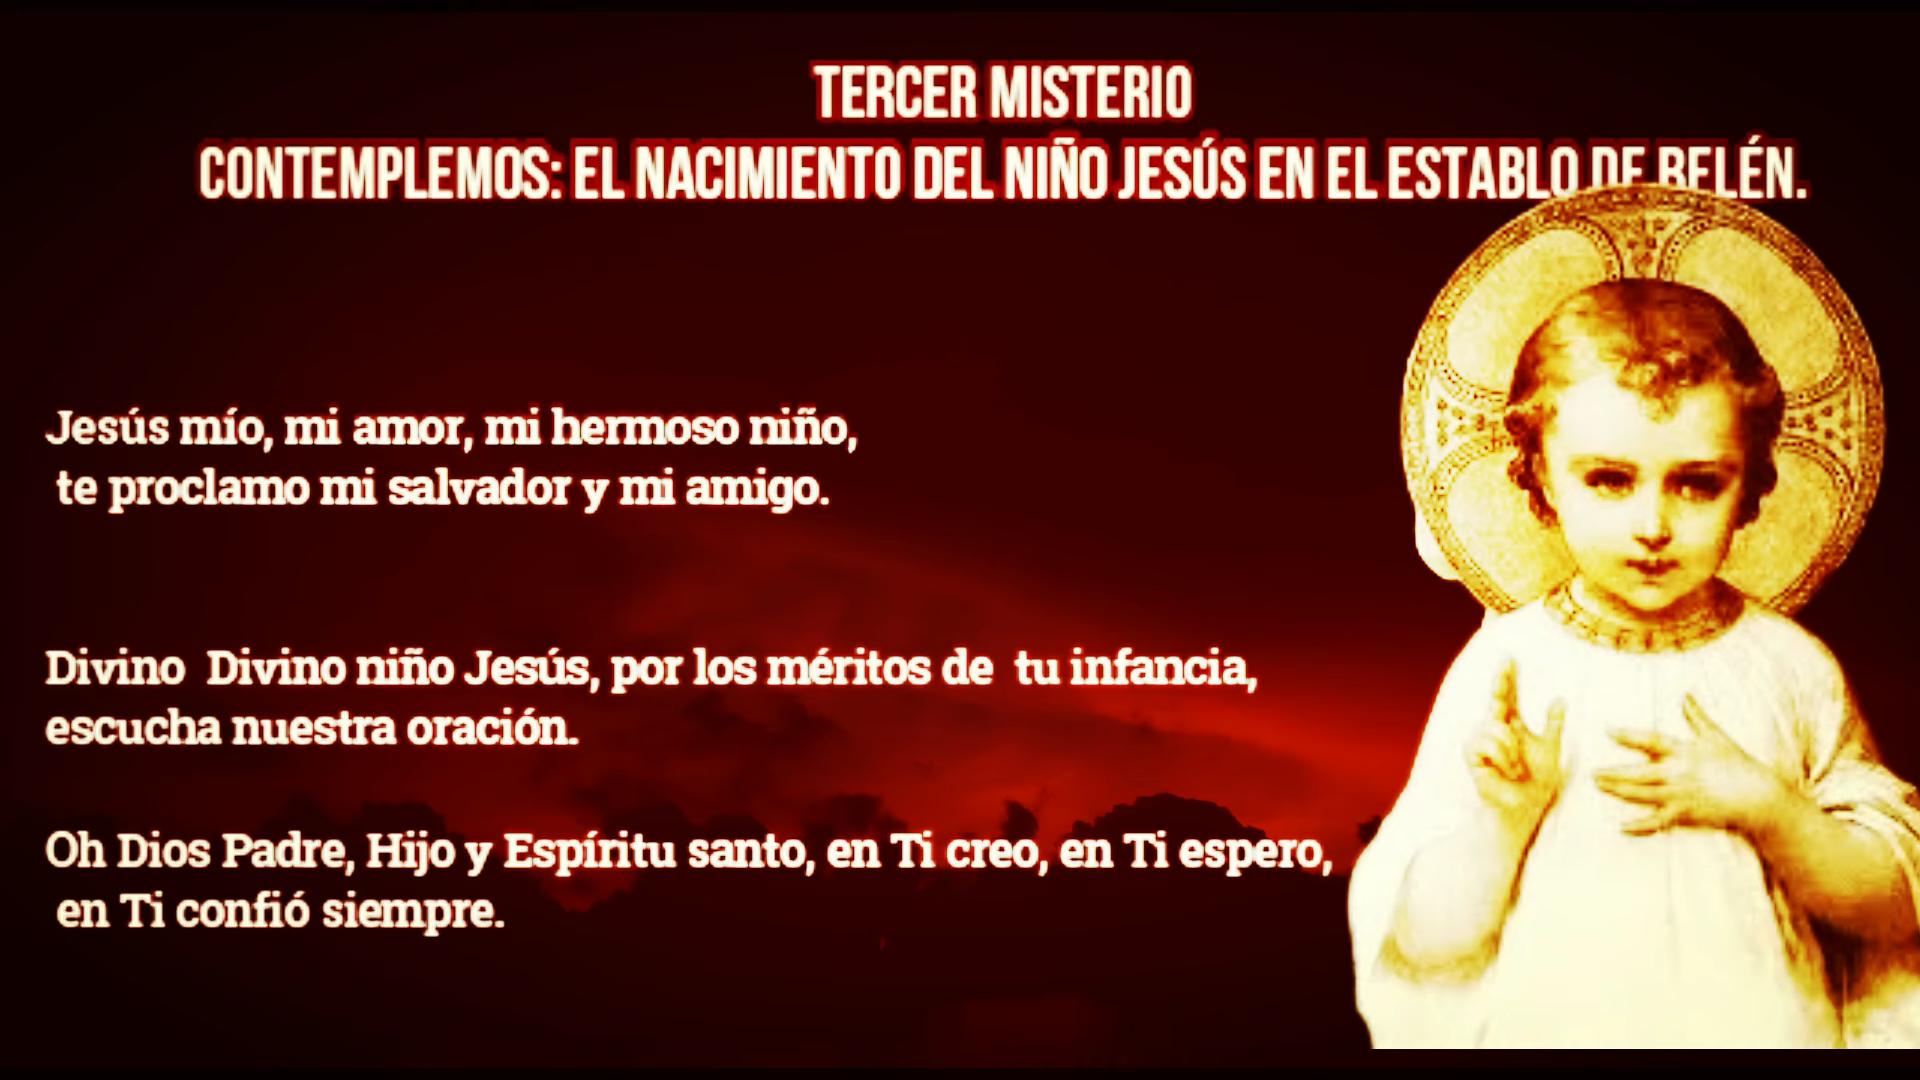 TERCER MISTERIO
CONTEMPLEMOS: EL NACIMIENTO DEL NIÑO JESÚS EN EL ESTABLO DE BELÉN.
Jesús mío, mi amor, mi hermoso niño,
te proclamo mi salvador y mi amigo.
Divino Divino niño Jesús, por los méritos de tu infancia,
escucha nuestra oración.
Oh Dios Padre, Hijo y Espíritu santo, en Ti creo, en Ti espero,
en Ti confió siempre.